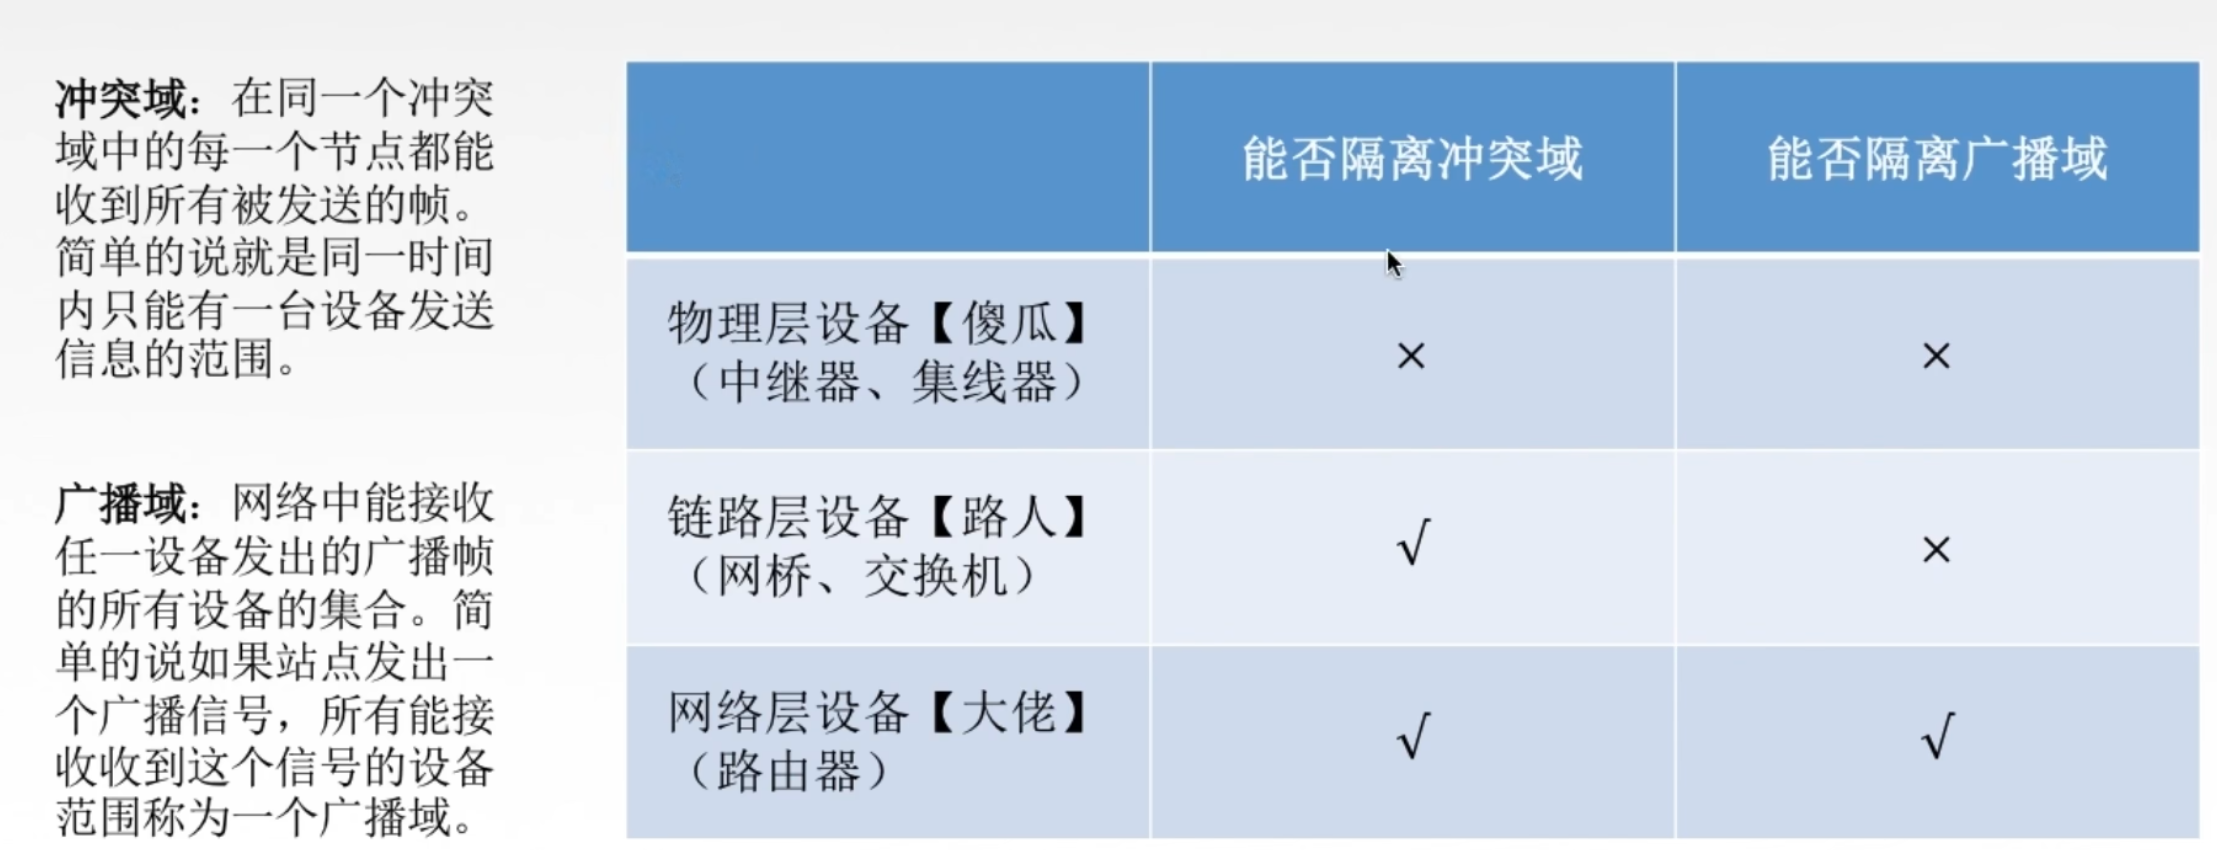 冲突域：在同一个冲突
域中的每一个节点都能
收到所有被发送的帧。
简单的说就是同一时间
内只能有一台设备发送
信息的范围。
广播域：网络中能接收
任一设备发出的广播帧
的所有设备的集合。简
单的说如果站点发出一
个广播信号，所有能接
收收到这个信号的设备
范围称为一个广播域。
能否隔离冲突域 能否隔离广播域
物理层设备【傻瓜】
（中继器、集线器）
× ×
链路层设备【路人】
（网桥、交换机）
√ ×
网络层设备【大佬】
（路由器）
√ √